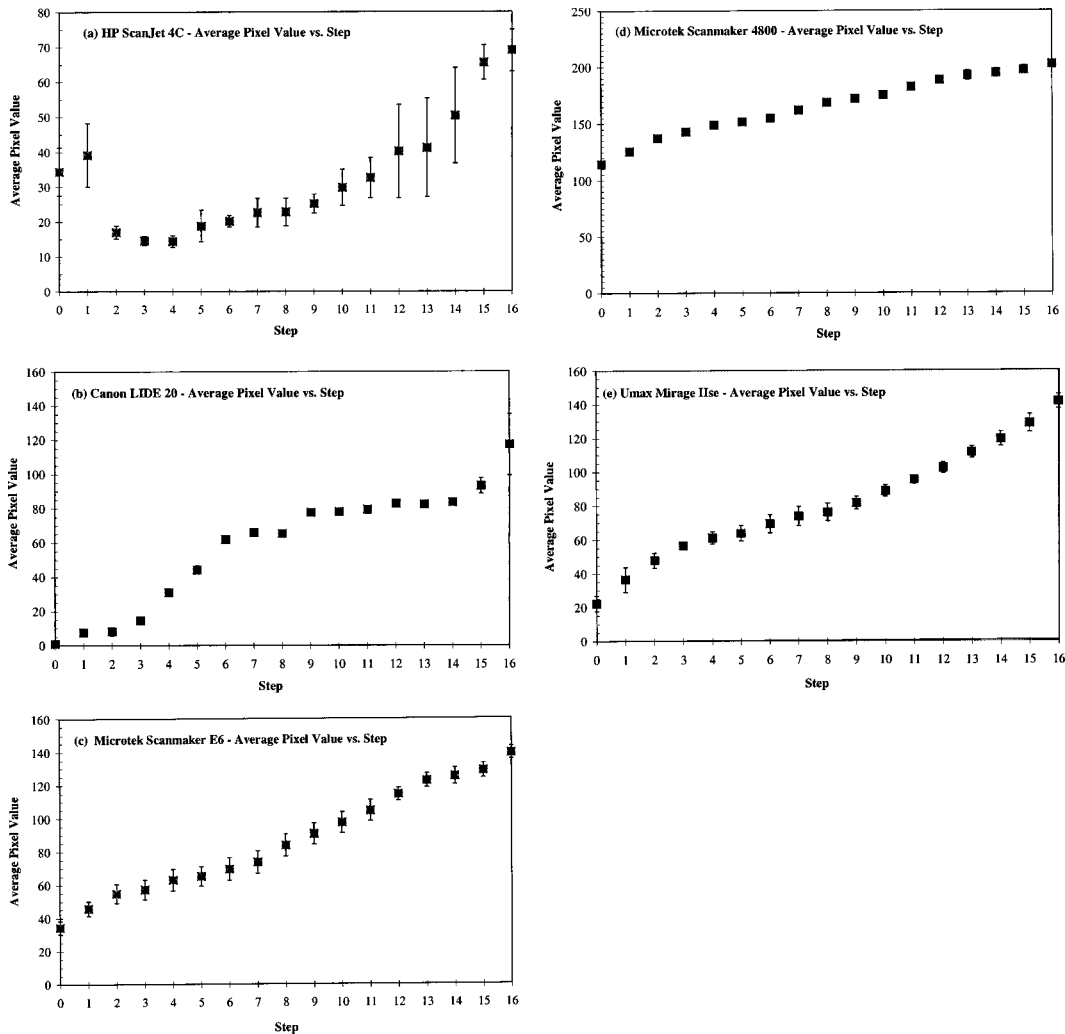 (a) HP ScanJet 4C - Average Pixel Value vs. Step
Average Pixel Value
80
70
60
50
40
30
20
10
0
0 1 2 3 4 5 6 7 8 9 10 11 12 13 14 15 16
Step
(b) Canon LIDE 20 - Average Pixel Value vs. Step
Average Pixel Value
160
140
120
100
80
60
40
20
0
0 1 2 3 4 5 6 7 8 9 10 11 12 13 14 15 16
Step
(c) Microtek Scanmaker E6 - Average Pixel Value vs. Step
Average Pixel Value
160
140
120
100
80
60
40
20
0
0 1 2 3 4 5 6 7 8 9 10 11 12 13 14 15 16
Step
(d) Microtek Scanmaker 4800 - Average Pixel Value vs. Step
Average Pixel Value
250
200
150
100
50
0
0 1 2 3 4 5 6 7 8 9 10 11 12 13 14 15 16
Step
(e) Umax Mirage IIse - Average Pixel Value vs. Step
Average Pixel Value
160
140
120
100
80
60
40
20
0
0 1 2 3 4 5 6 7 8 9 10 11 12 13 14 15 16
Step